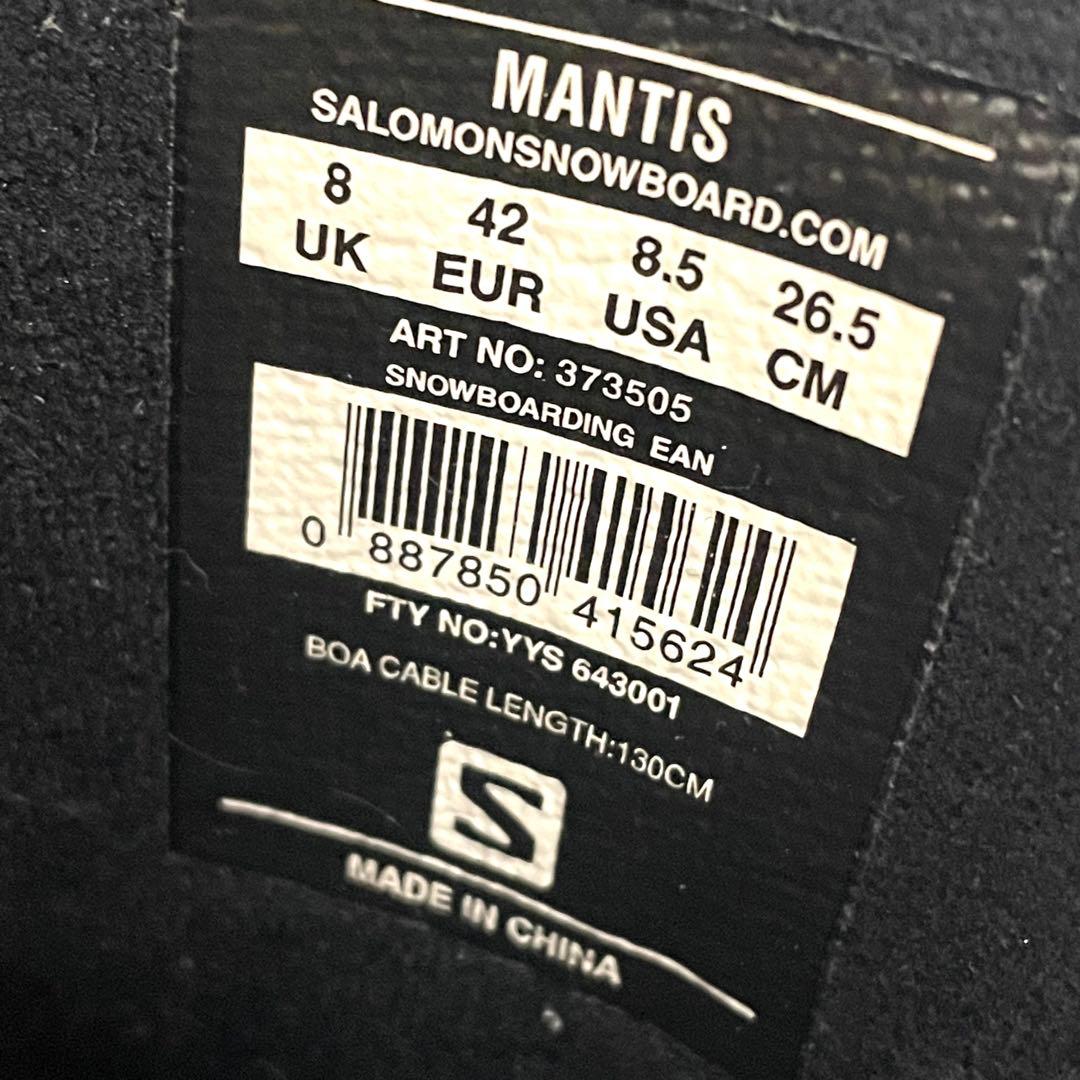 MANTIS
SALOMONSNOWBOARD.COM
8 42 8.5 26.5
UK EUR USA CM
ART NO: 373505
SNOWBOARDING EAN
0 887850 415624
FTY NO:YYS 643001
BOA CABLE LENGTH:130CM
S
MADE IN CHINA